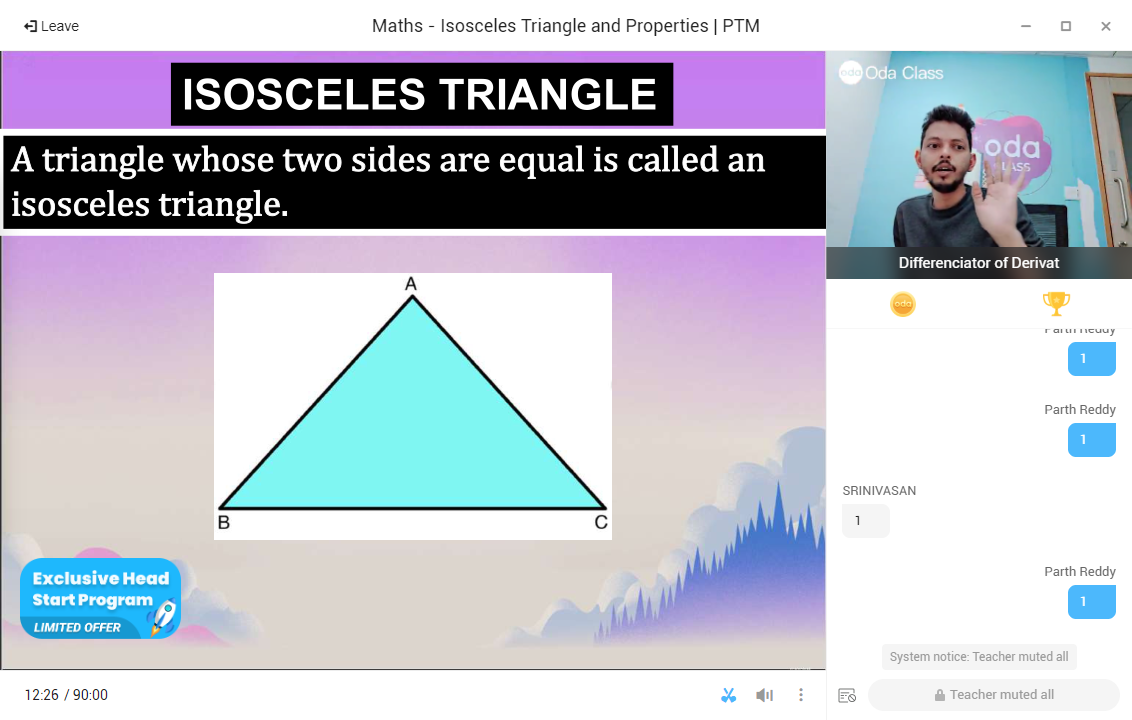 Leave
Maths - Isosceles Triangle and Properties | PTM
ISOSCELES TRIANGLE
A triangle whose two sides are equal is called an
isosceles triangle.
A
B
C
Exclusive Head
Start Program
LIMITED OFFER
12:26 / 90:00
oda Oda Class
oda
Differenciator of Derivat
oda
Parth Reddy
1
Parth Reddy
1
SRINIVASAN
1
Parth Reddy
1
System notice: Teacher muted all
Teacher muted all